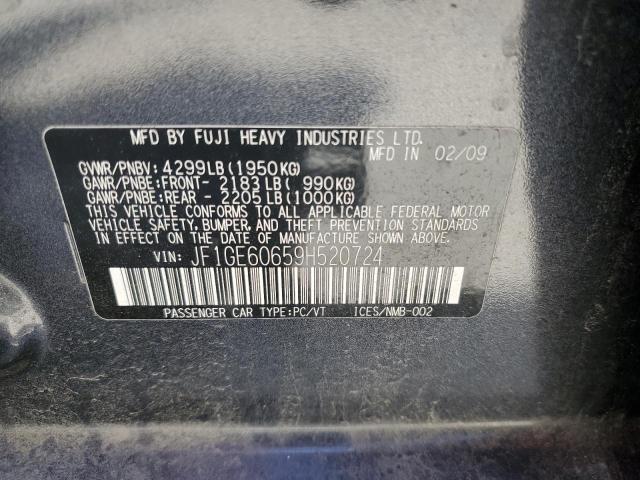 MFD BY FUJI HEAVY INDUSTRIES LTD.
MFD IN 02/09
GVWR/PNBV: 4299LB(1950KG)
GAWR/PNBE:FRONT- 2183LB( 990KG)
GAWR/PNBE:REAR - 2205LB(1000KG)
THIS VEHICLE CONFORMS TO ALL APPLICABLE FEDERAL MOTOR
VEHICLE SAFETY, BUMPER, AND THEFT PREVENTION STANDARDS
IN EFFECT ON THE DATE OF MANUFACTURE SHOWN ABOVE.
VIN: JF1GE60659H520724
PASSENGER CAR TYPE:PC/VT ICES/NMB-002